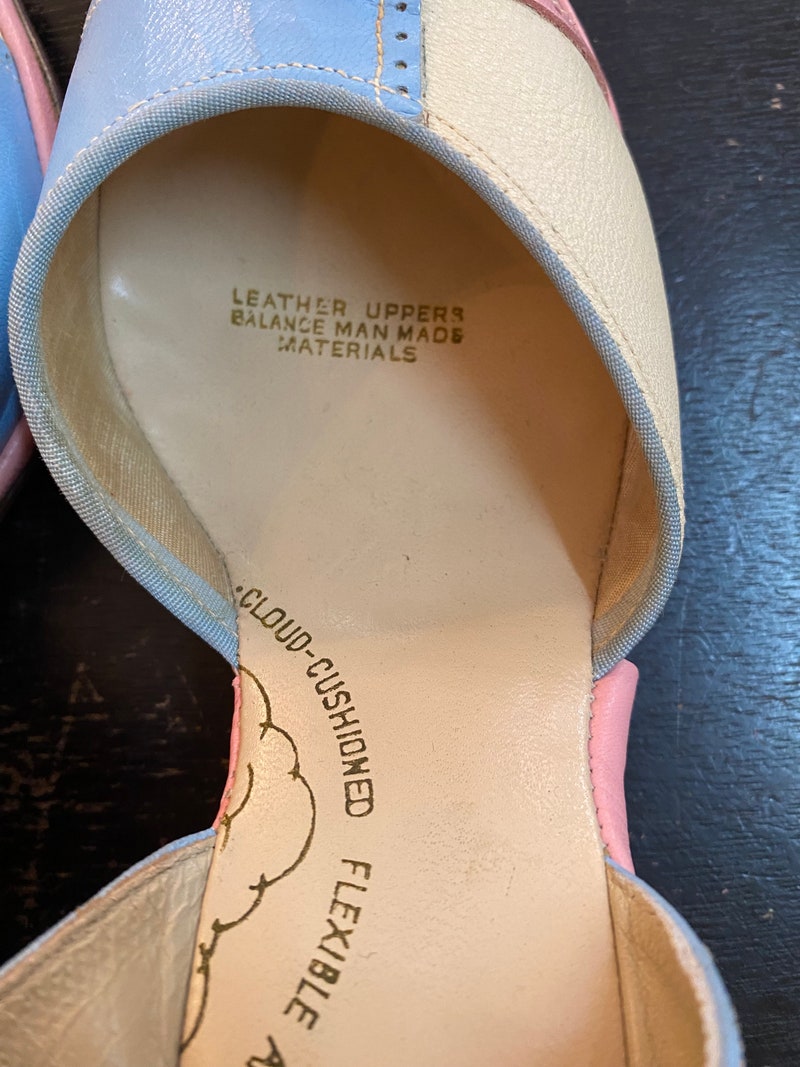 LEATHER UPPERS
BALANCE MAN MADE
MATERIALS
·CLOUD-CUSHIONED FLEXIBLE A